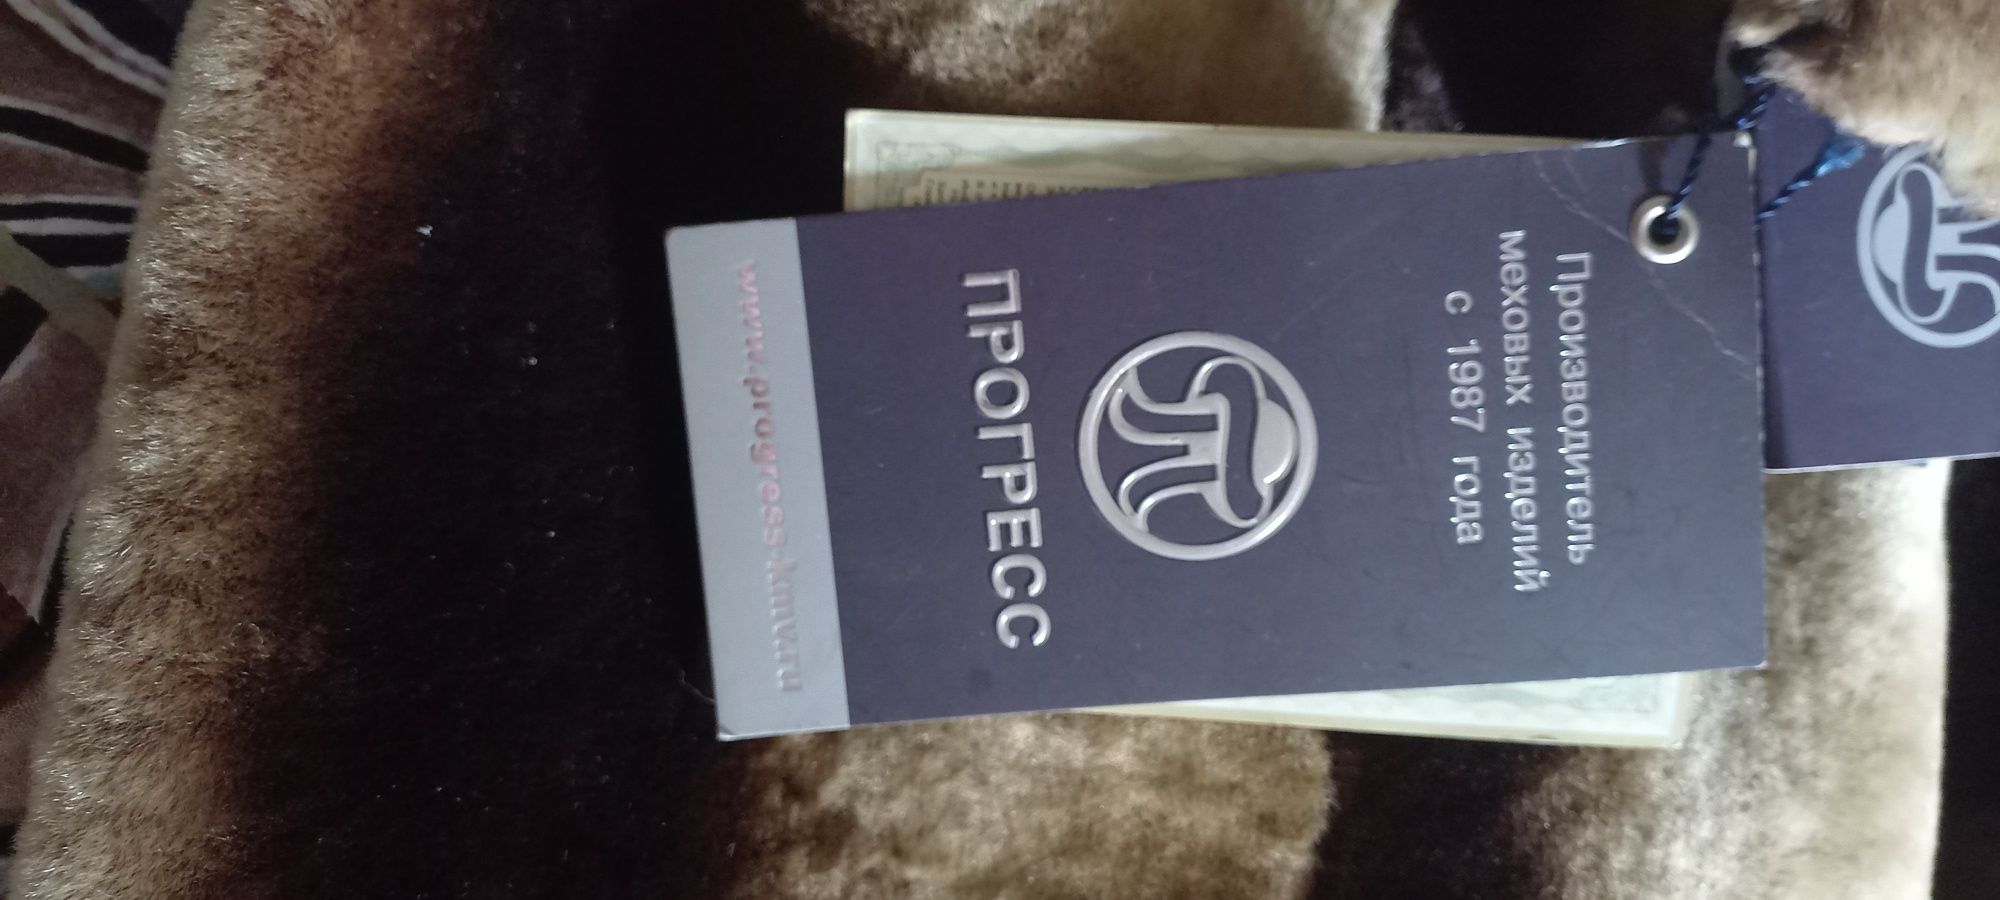 Производитель
меховых изделий
с 1987 года
ПРОГРЕСС
www.progress-kmv.ru